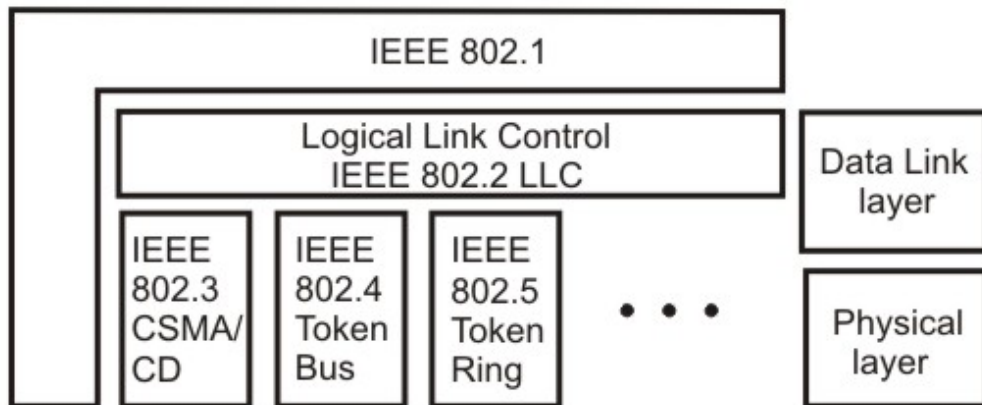 IEEE 802.1
Logical Link Control
IEEE 802.2 LLC
Data Link
layer
IEEE
802.3
CSMA/
CD
IEEE
802.4
Token
Bus
IEEE
802.5
Token
Ring
Physical
layer